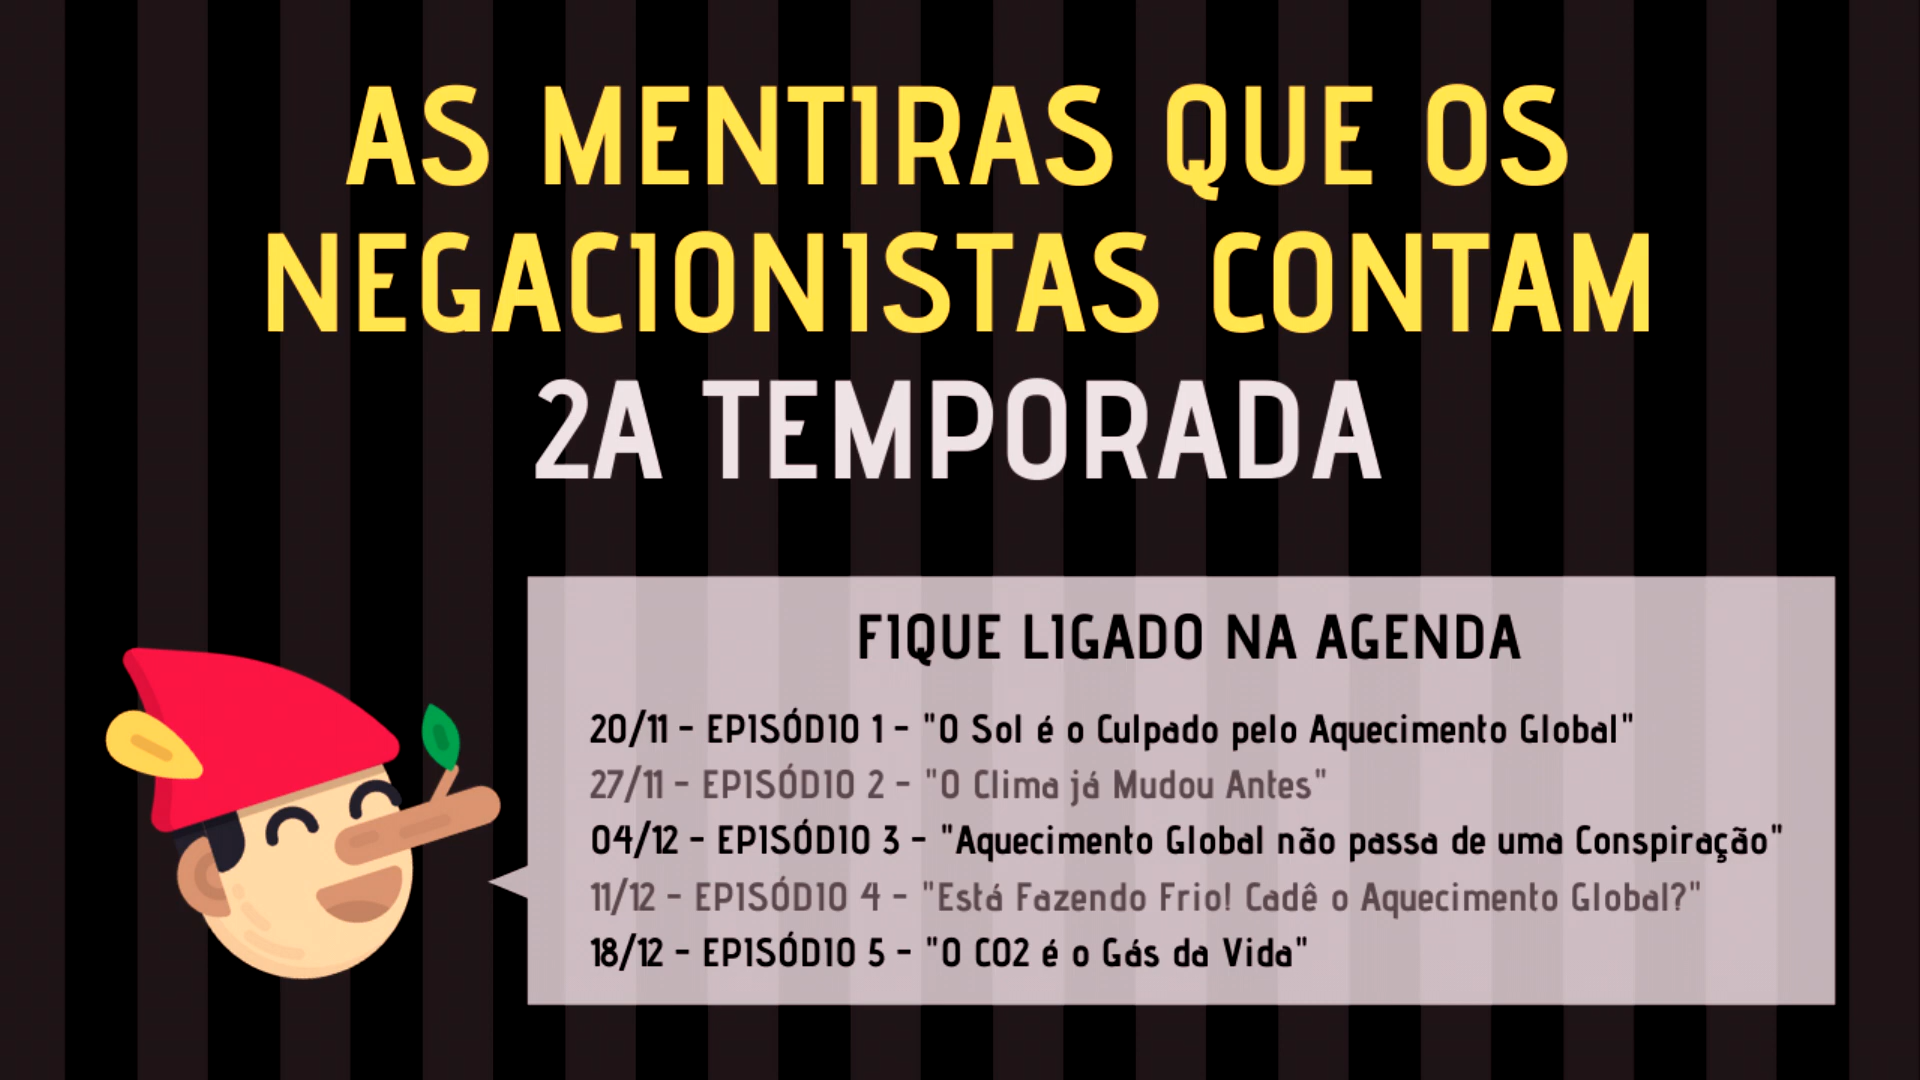 AS MENTIRAS QUE OS
NEGACIONISTAS CONTAM
2A TEMPORADA
FIQUE LIGADO NA AGENDA
20/11 - EPISÓDIO 1 - "O Sol é o Culpado pelo Aquecimento Global"
27/11 - EPISÓDIO 2 - "O Clima já Mudou Antes"
04/12 - EPISÓDIO 3 - "Aquecimento Global não passa de uma Conspiração"
11/12 - EPISÓDIO 4 - "Está Fazendo Frio! Cadê o Aquecimento Global?"
18/12 - EPISÓDIO 5 - "O CO2 é o Gás da Vida"